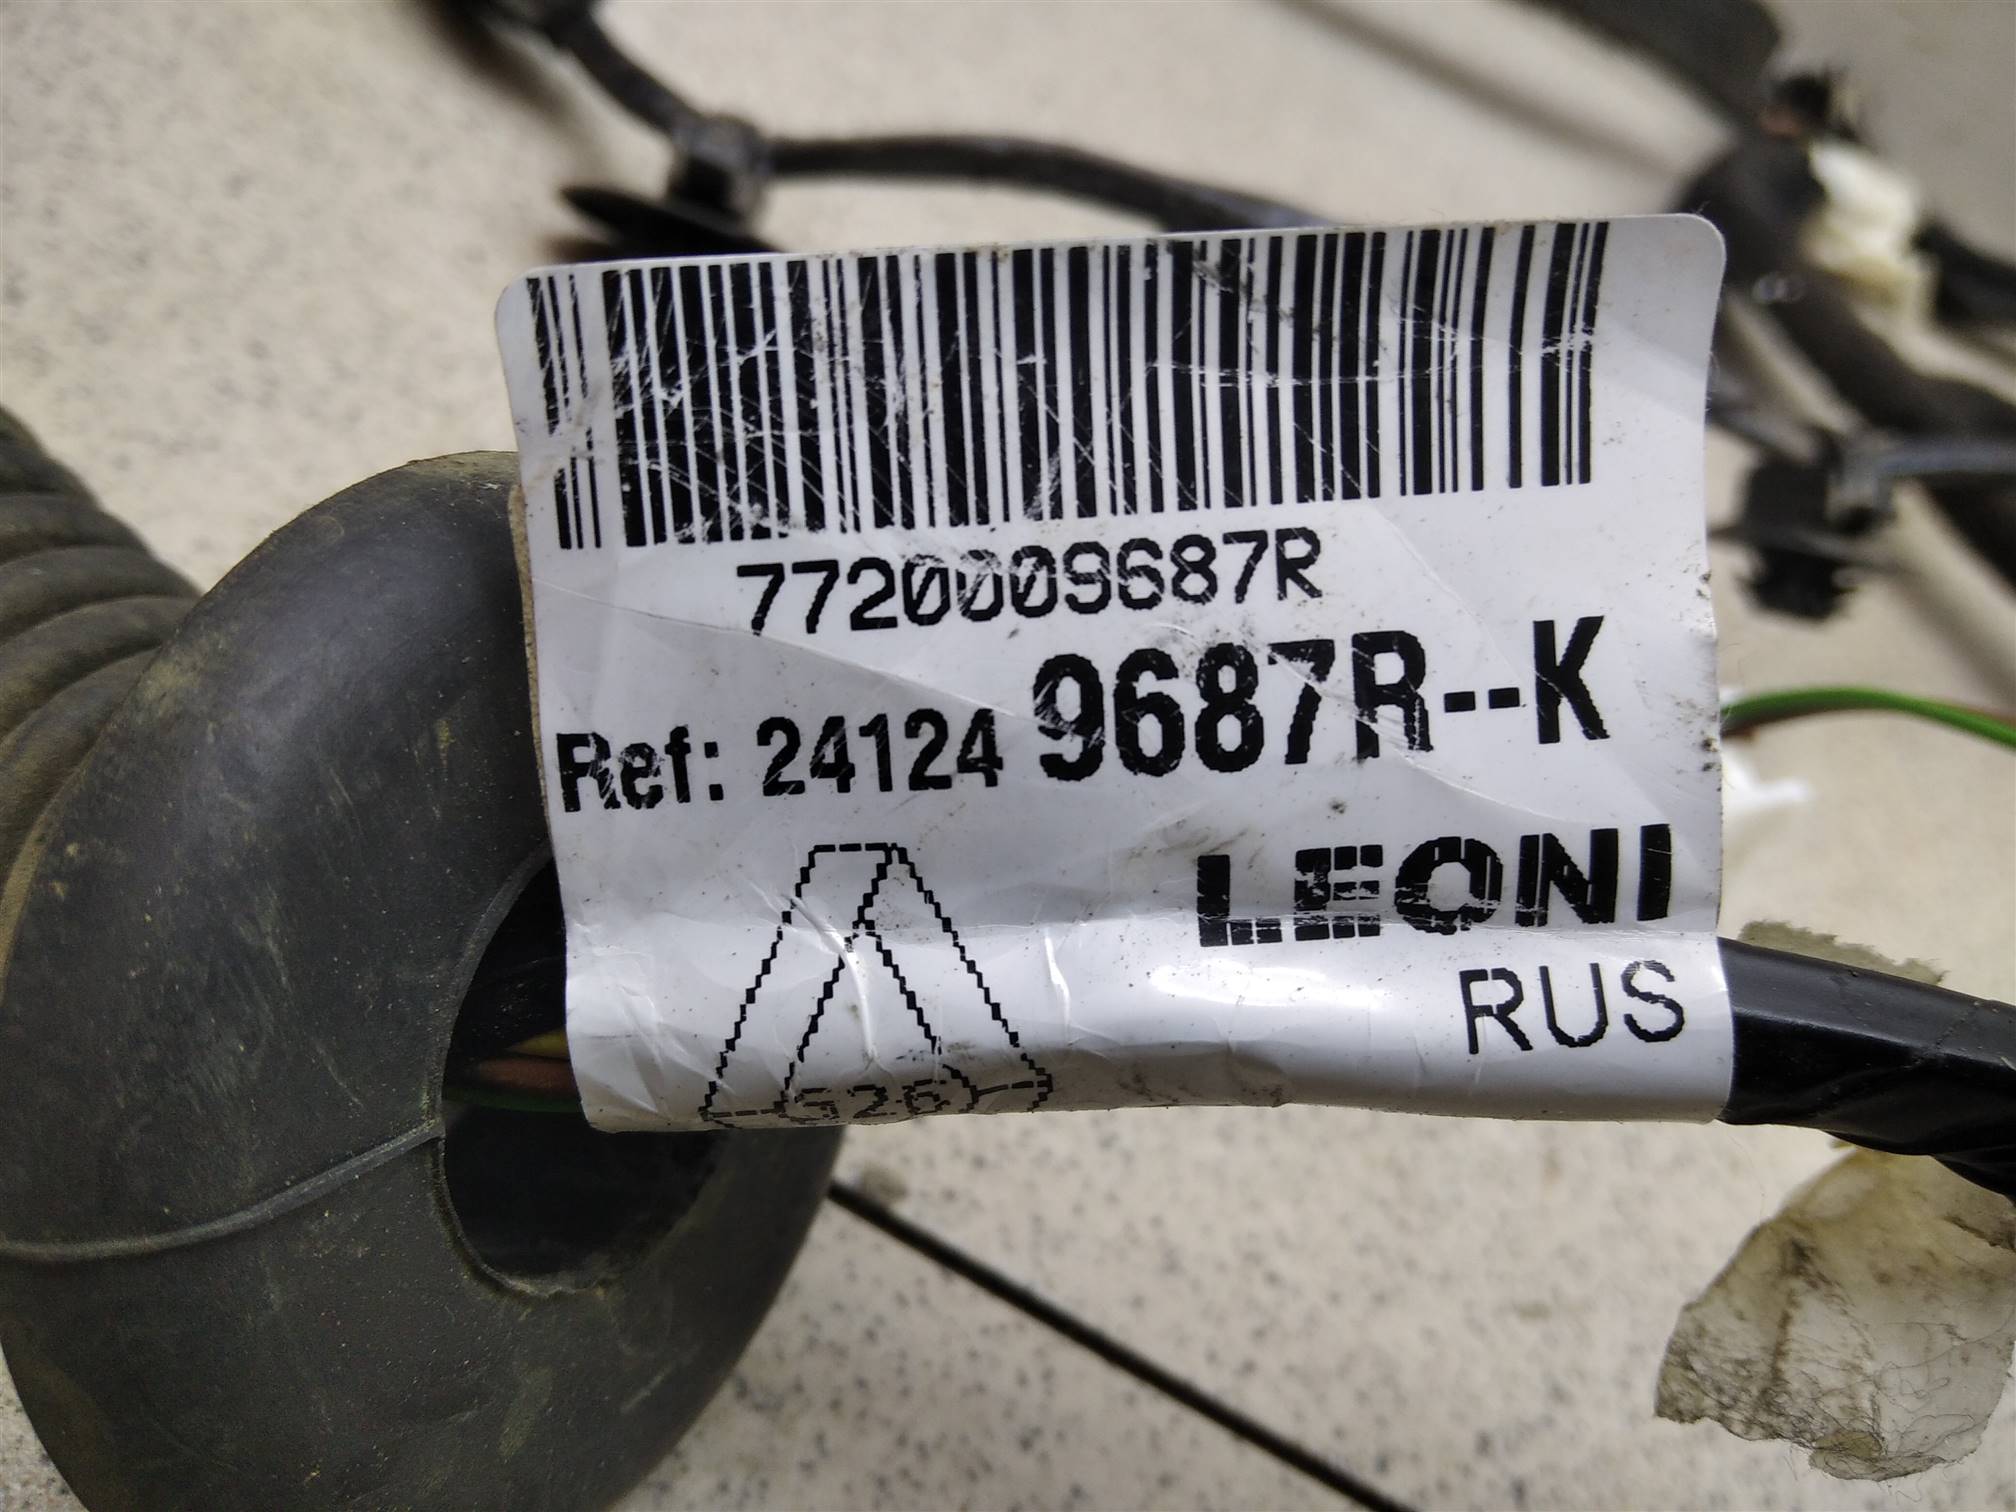 7720009687R
Ref: 24124 9687R--K
LEONI
RUS